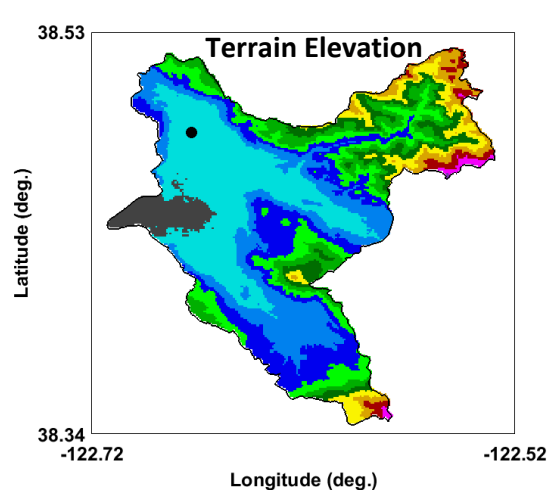 38.53
Terrain Elevation
Latitude (deg.)
38.34
-122.72
-122.52
Longitude (deg.)